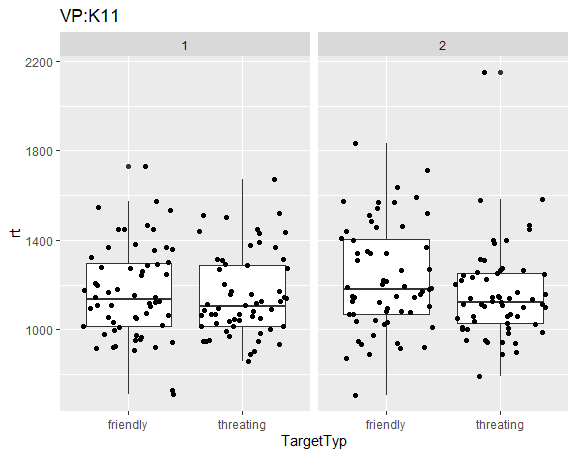 VP:K11
1
2
2200
1800
1400
1000
rt
friendly
threating
friendly
threating
TargetTyp